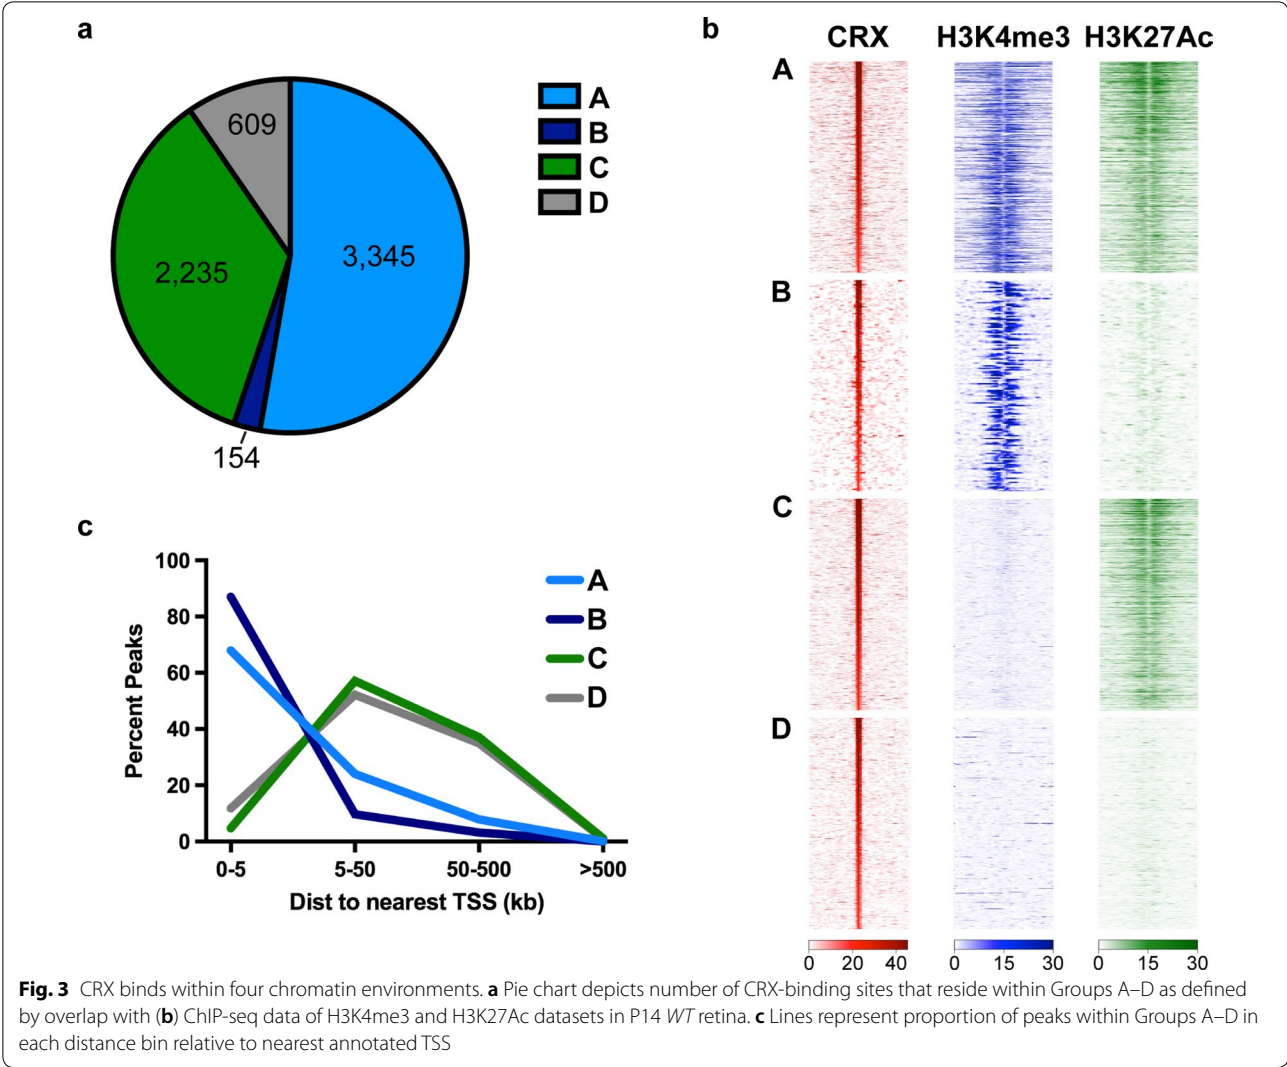 a
609
3,345
2,235
154
A
B
C
D
b
CRX H3K4me3 H3K27Ac
A
B
C
D
0 20 40
0 15 30
0 15 30
c
100
80
60
40
20
0
Percent Peaks
0-5 5-50 50-500 >500
Dist to nearest TSS (kb)
A
B
C
D
Fig. 3 CRX binds within four chromatin environments. a Pie chart depicts number of CRX-binding sites that reside within Groups A–D as defined
by overlap with (b) ChIP-seq data of H3K4me3 and H3K27Ac datasets in P14 WT retina. c Lines represent proportion of peaks within Groups A–D in
each distance bin relative to nearest annotated TSS